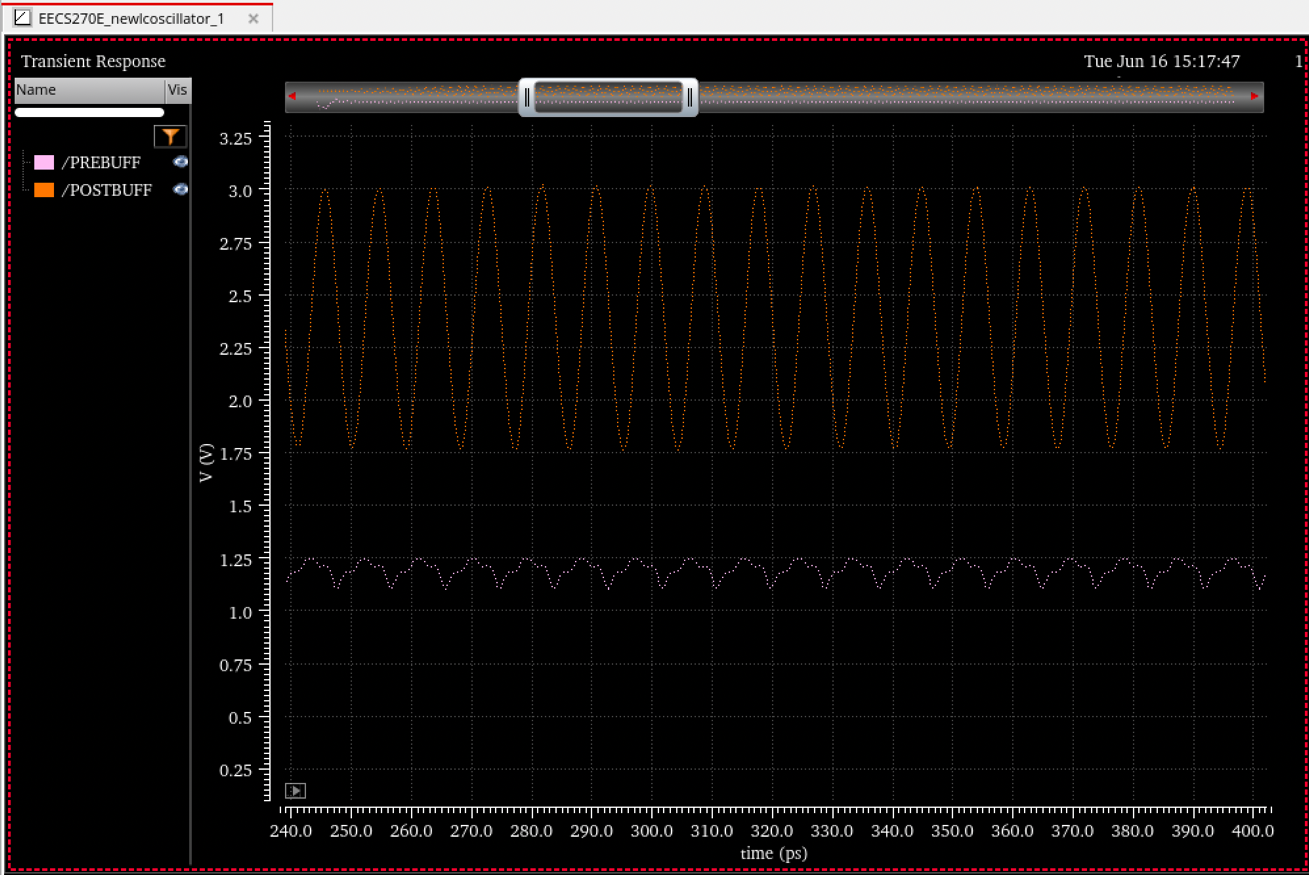 EECS270E_newlcoscillator_1
Transient Response
Tue Jun 16 15:17:47 1
Name Vis
/PREBUFF
/POSTBUFF
3.25
3.0
2.75
2.5
2.25
2.0
1.75
1.5
1.25
1.0
0.75
0.5
0.25
V (V)
240.0 250.0 260.0 270.0 280.0 290.0 300.0 310.0 320.0 330.0 340.0 350.0 360.0 370.0 380.0 390.0 400.0
time (ps)